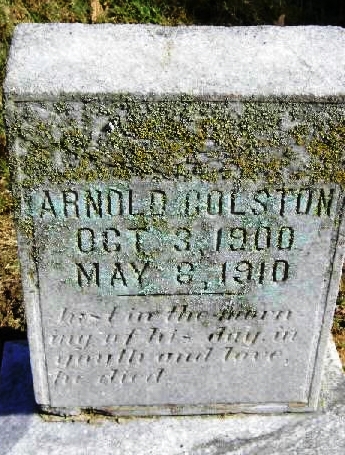 ARNOLD COLSTON
OCT. 3, 1900
MAY 8, 1910
Just in the morn
ing of his day in
youth and love,
he died